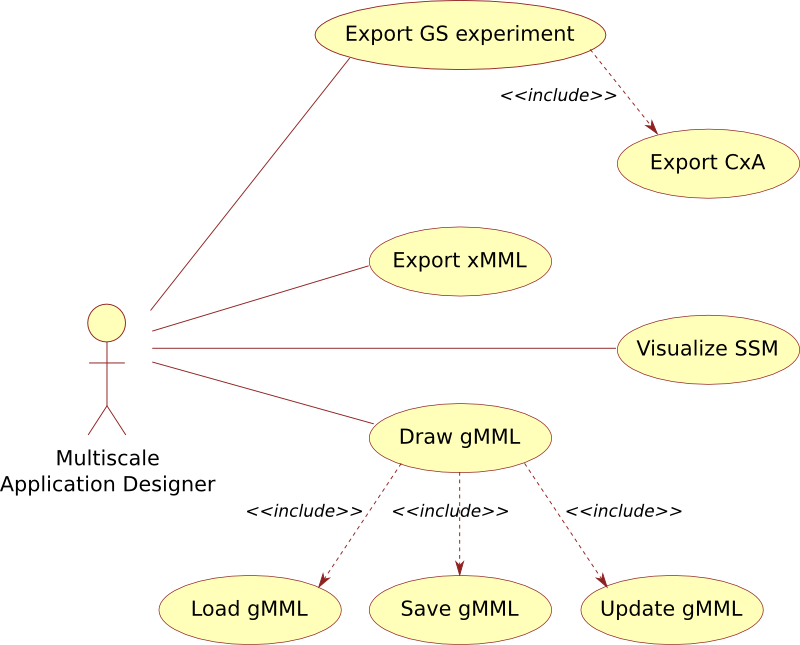 Export GS experiment
<<include>>
Export CxA
Export xMML
Visualize SSM
Draw gMML
Multiscale
Application Designer
<<include>>
<<include>>
<<include>>
Load gMML
Save gMML
Update gMML